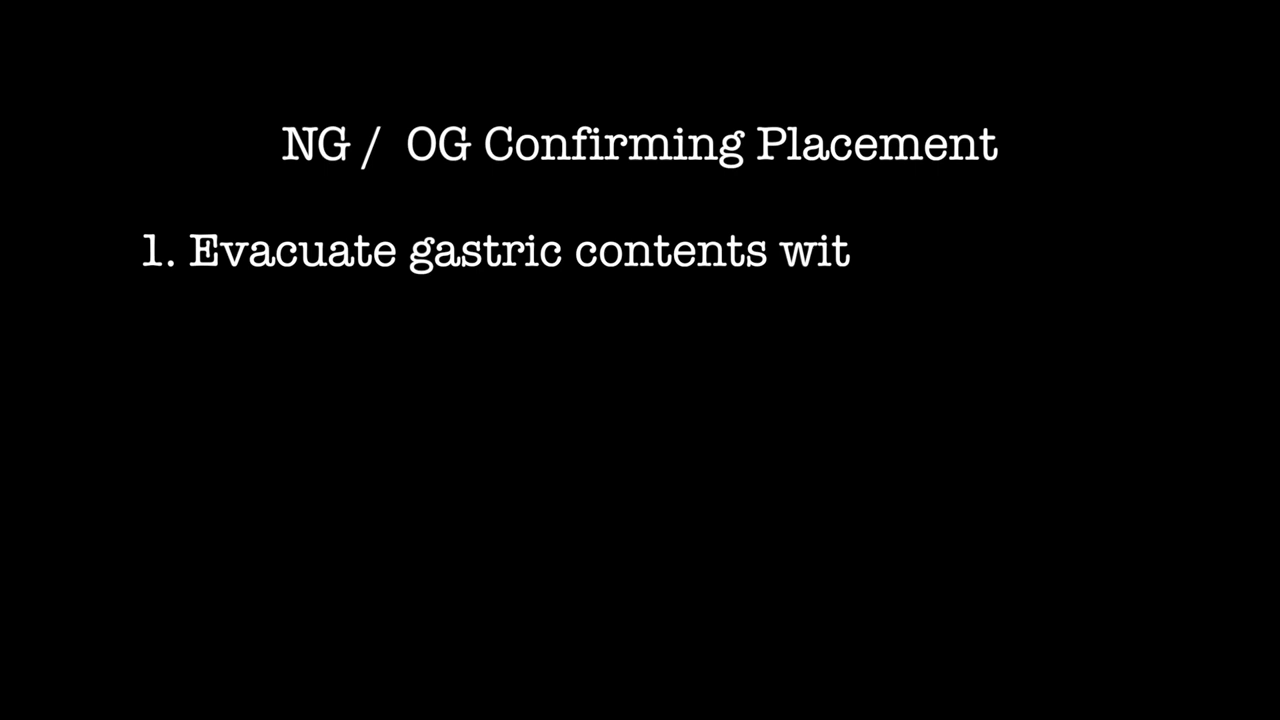 NG /  OG Confirming Placement
1. Evacuate gastric contents wit